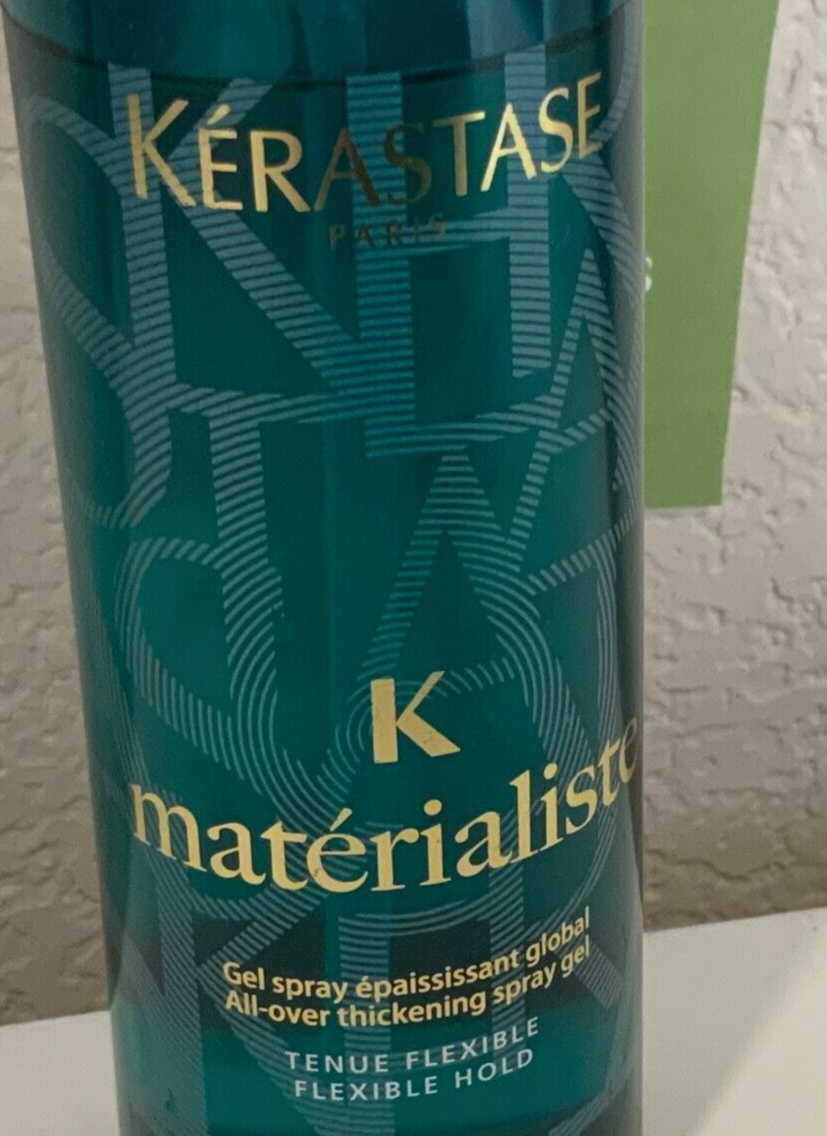 KÉRASTASE
PARIS
K
matérialiste
Gel spray épaississant global
All-over thickening spray gel
TENUE FLEXIBLE
FLEXIBLE HOLD